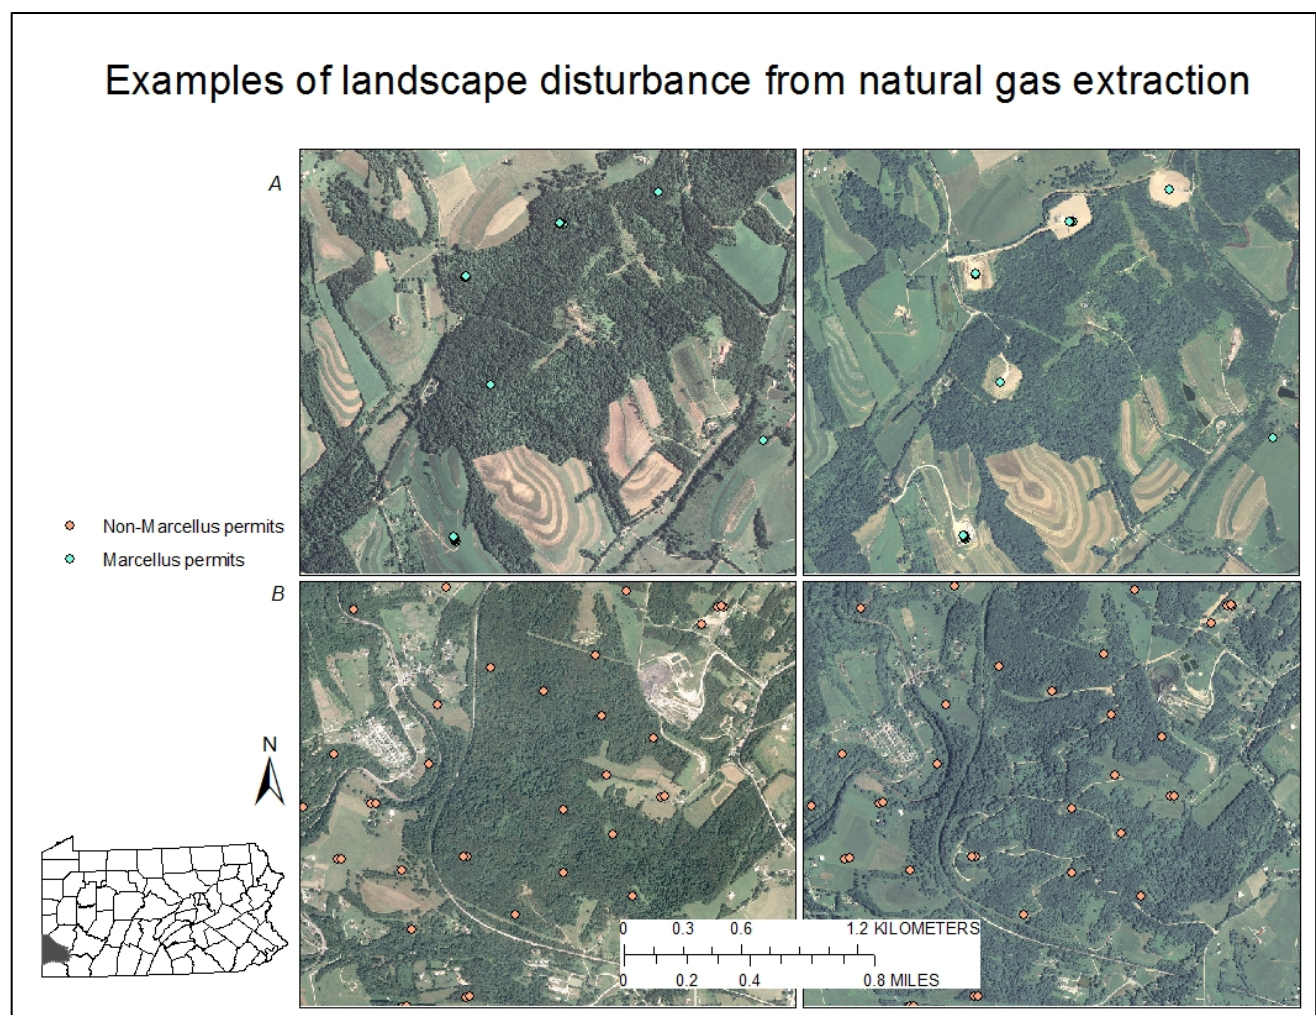 Examples of landscape disturbance from natural gas extraction
A
Non-Marcellus permits
Marcellus permits
B
N
0 0.3 0.6 1.2 KILOMETERS
0 0.2 0.4 0.8 MILES